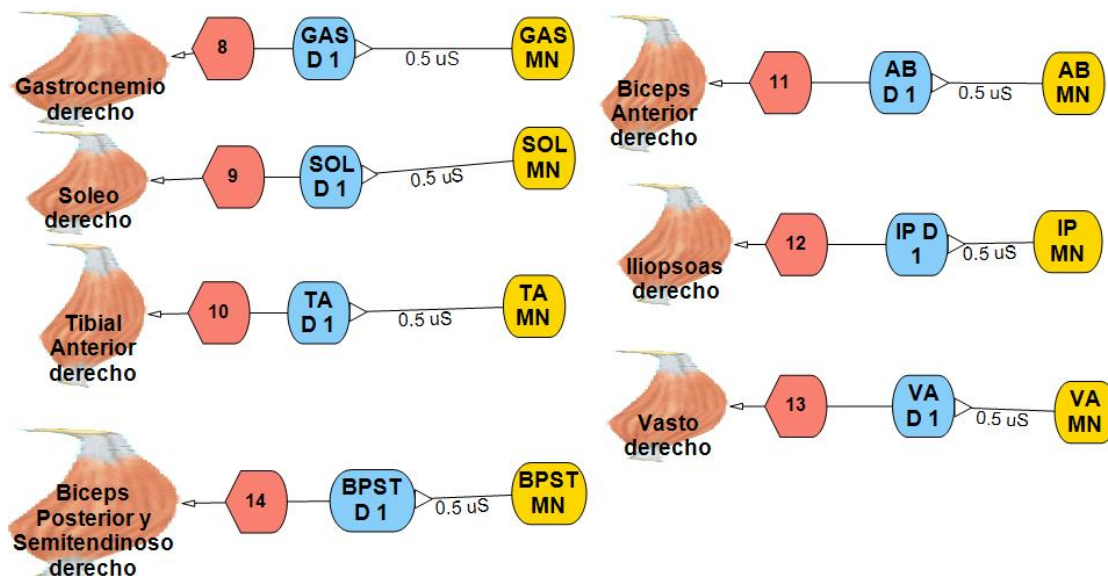 8
GAS
D 1
0.5 uS
GAS
MN
Gastrocnemio
derecho
9
SOL
D 1
0.5 uS
SOL
MN
Soleo
derecho
10
TA
D 1
0.5 uS
TA
MN
Tibial
Anterior
derecho
14
BPST
D 1
0.5 uS
BPST
MN
Biceps
Posterior y
Semitendinoso
derecho
11
AB
D 1
0.5 uS
AB
MN
Biceps
Anterior
derecho
12
IP D
1
0.5 uS
IP
MN
Iliopsoas
derecho
13
VA
D 1
0.5 uS
VA
MN
Vasto
derecho